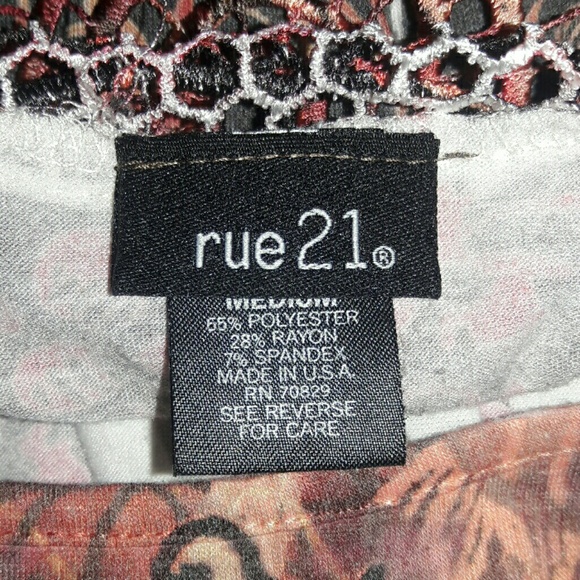 rue21®
MEDIUM
65% POLYESTER
28% RAYON
7% SPANDEX
MADE IN U.S.A.
RN 70829
SEE REVERSE
FOR CARE